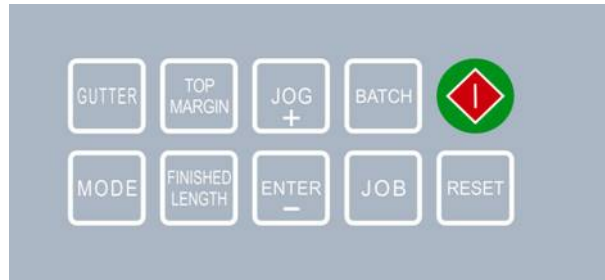 GUTTER
TOP
MARGIN
JOG
+
BATCH
I
MODE
FINISHED
LENGTH
ENTER
–
JOB
RESET